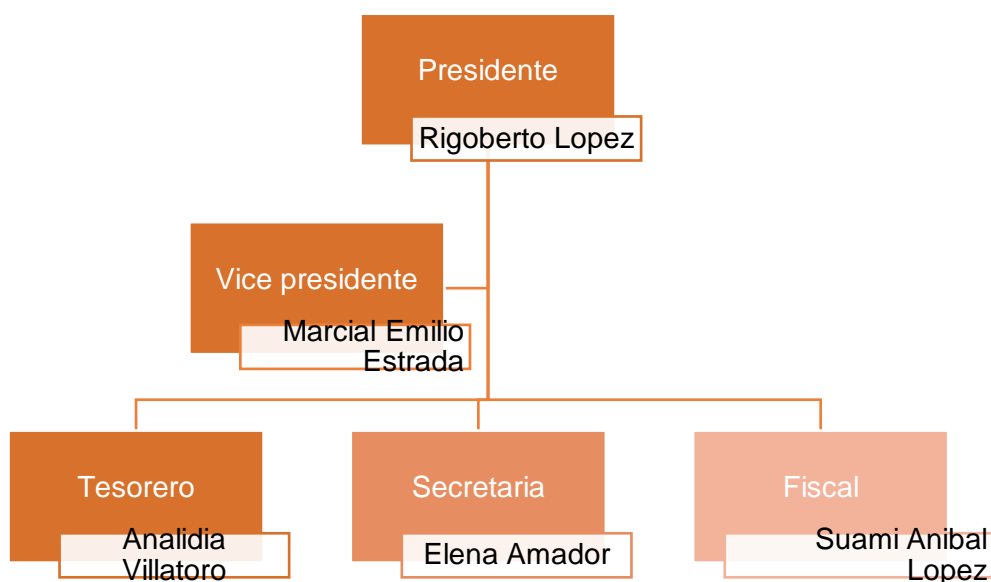 Presidente
Rigoberto Lopez
Vice presidente
Marcial Emilio
Estrada
Tesorero
Analidia
Villatoro
Secretaria
Elena Amador
Fiscal
Suami Anibal
Lopez